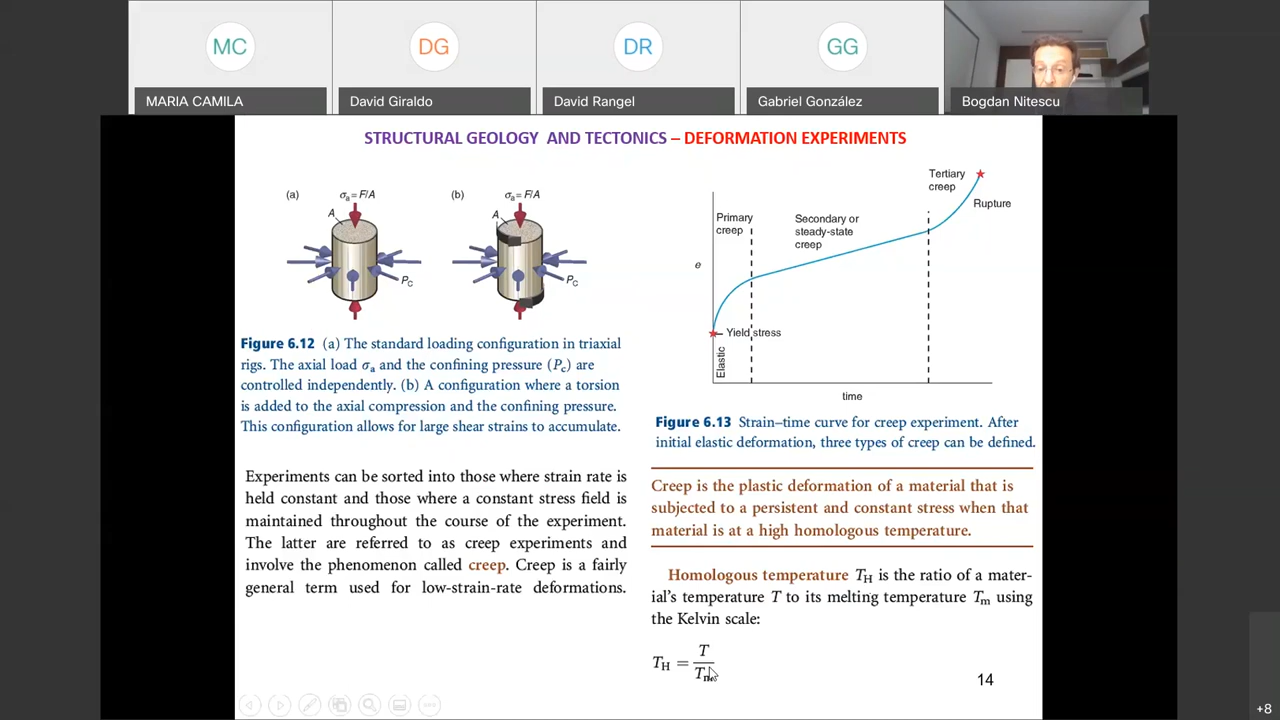 MC
DG
DR
GG
MARIA CAMILA
David Giraldo
David Rangel
Gabriel González
Bogdan Nitescu
STRUCTURAL GEOLOGY AND TECTONICS – DEFORMATION EXPERIMENTS
(a)
σa = F/A
A
PC
(b)
σa = F/A
A
PC
Figure 6.12 (a) The standard loading configuration in triaxial
rigs. The axial load σa and the confining pressure (Pc) are
controlled independently. (b) A configuration where a torsion
is added to the axial compression and the confining pressure.
This configuration allows for large shear strains to accumulate.
Experiments can be sorted into those where strain rate is
held constant and those where a constant stress field is
maintained throughout the course of the experiment.
The latter are referred to as creep experiments and
involve the phenomenon called creep. Creep is a fairly
general term used for low-strain-rate deformations.
Primary
creep
Secondary or
steady-state
creep
Tertiary
creep
Rupture
e
Yield stress
Elastic
time
Figure 6.13 Strain–time curve for creep experiment. After
initial elastic deformation, three types of creep can be defined.
Creep is the plastic deformation of a material that is
subjected to a persistent and constant stress when that
material is at a high homologous temperature.
Homologous temperature TH is the ratio of a mater-
ial's temperature T to its melting temperature Tm using
the Kelvin scale:
TH = T/Tm
14
+8